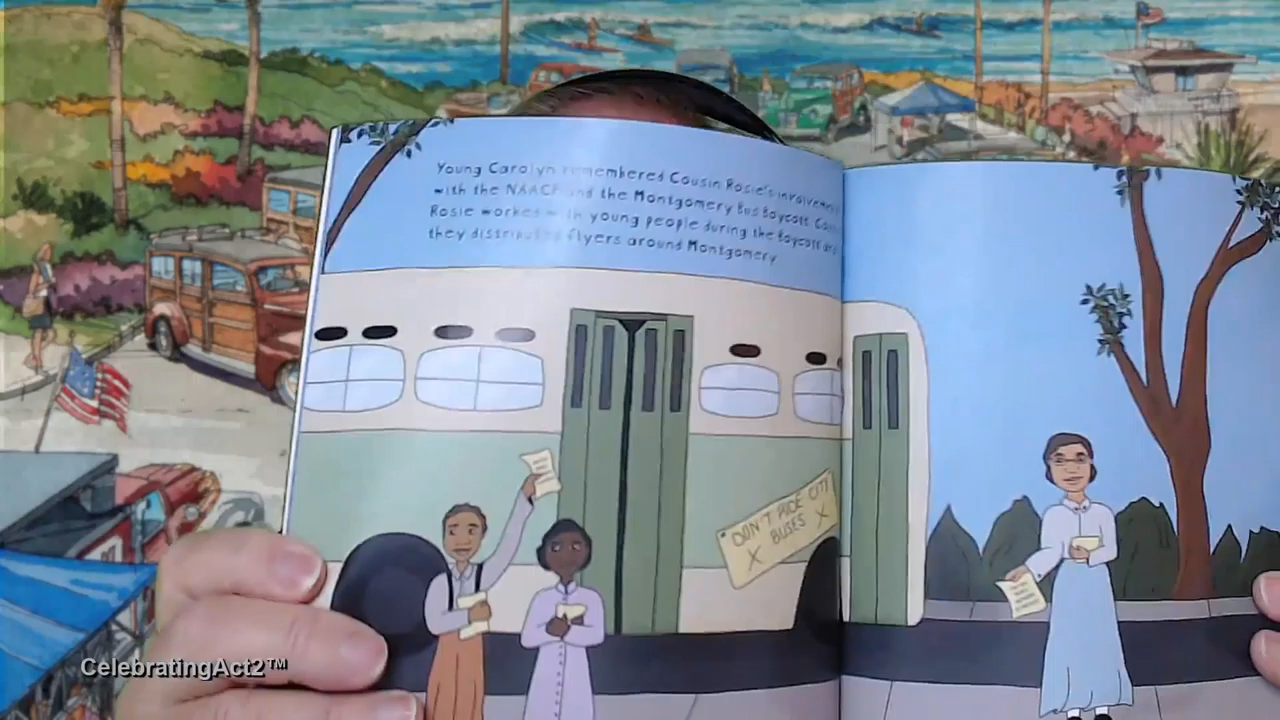 Young Carolyn remembered Cousin Rosie's involvement
with the NAACP and the Montgomery Bus Boycott.
Rosie worked with young people during the Boycott
they distributed flyers around Montgomery.
DON'T RIDE CITY
BUSES X
X
CelebratingAct2™